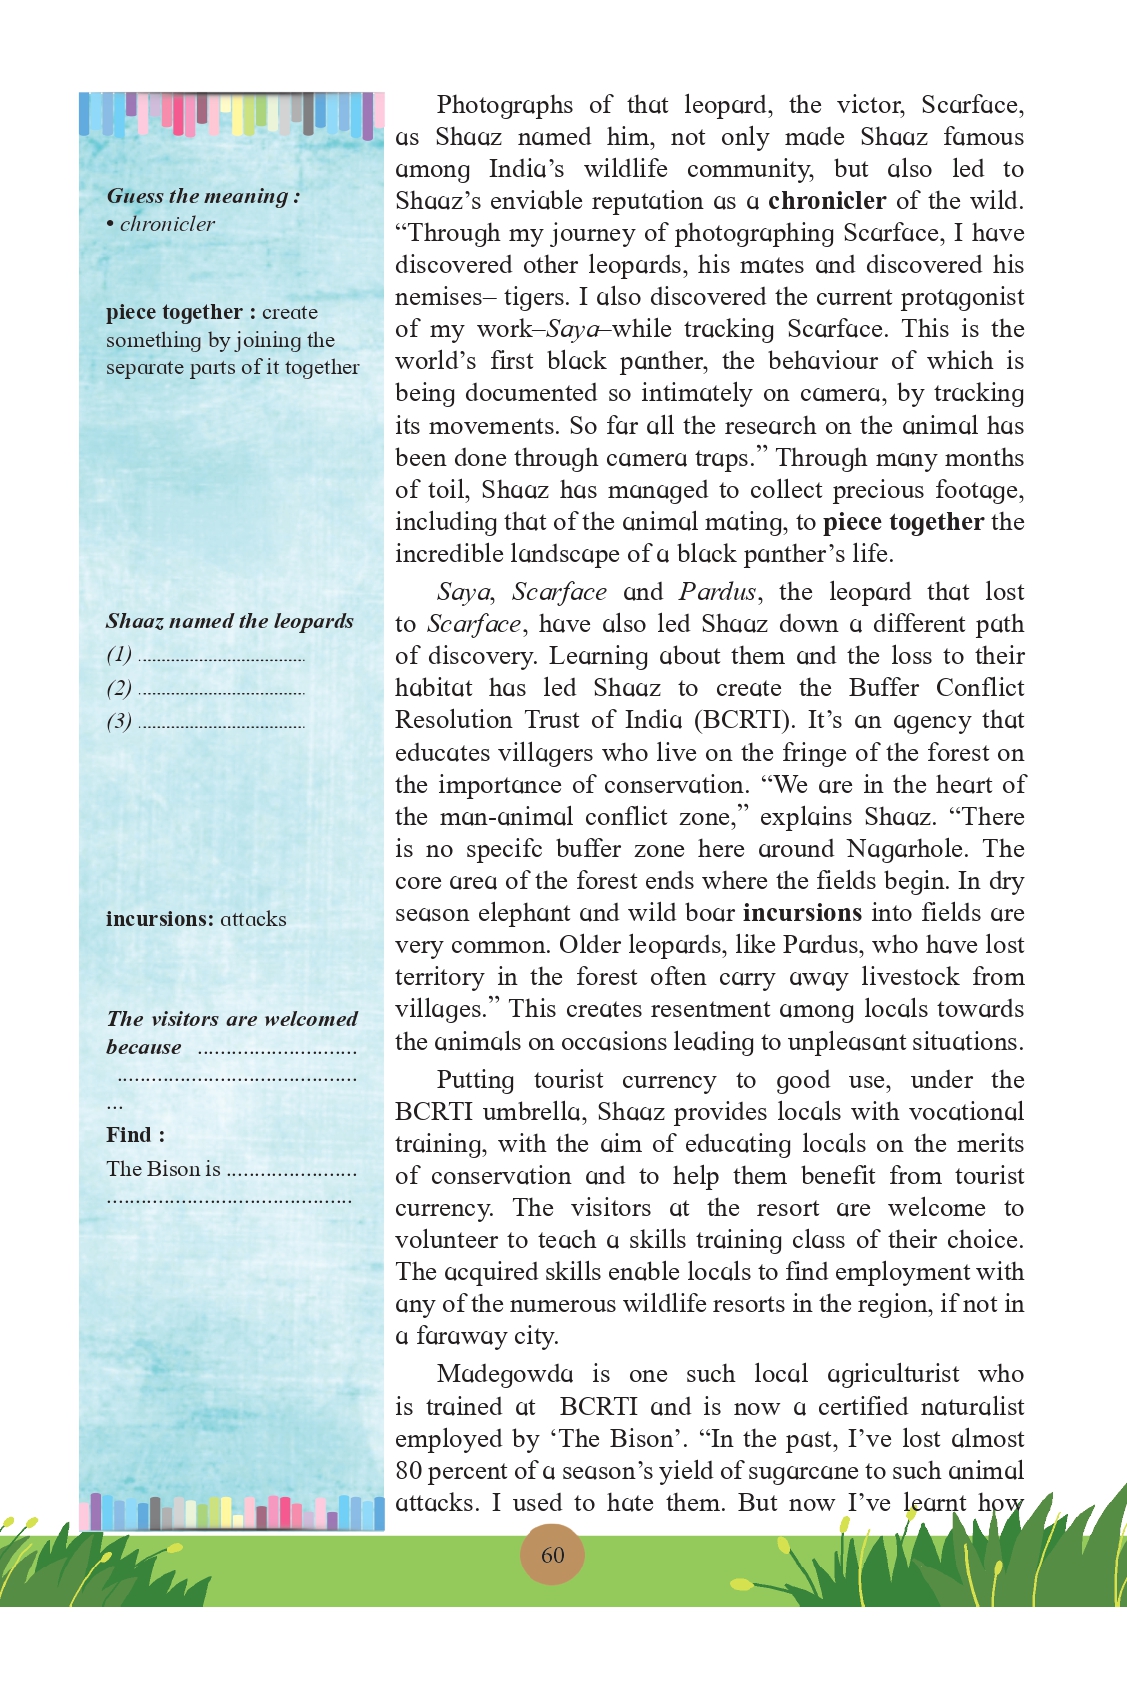 Guess the meaning :
• chronicler
piece together : create
something by joining the
separate parts of it together
Shaaz named the leopards
(1) ...................................
(2) ...................................
(3) ...................................
incursions: attacks
The visitors are welcomed
because ............................
..........................................
...
Find :
The Bison is .......................
...........................................
Photographs of that leopard, the victor, Scarface,
as Shaaz named him, not only made Shaaz famous
among India’s wildlife community, but also led to
Shaaz’s enviable reputation as a chronicler of the wild.
“Through my journey of photographing Scarface, I have
discovered other leopards, his mates and discovered his
nemises– tigers. I also discovered the current protagonist
of my work–Saya–while tracking Scarface. This is the
world’s first black panther, the behaviour of which is
being documented so intimately on camera, by tracking
its movements. So far all the research on the animal has
been done through camera traps.” Through many months
of toil, Shaaz has managed to collect precious footage,
including that of the animal mating, to piece together the
incredible landscape of a black panther’s life.
Saya, Scarface and Pardus, the leopard that lost
to Scarface, have also led Shaaz down a different path
of discovery. Learning about them and the loss to their
habitat has led Shaaz to create the Buffer Conflict
Resolution Trust of India (BCRTI). It’s an agency that
educates villagers who live on the fringe of the forest on
the importance of conservation. “We are in the heart of
the man-animal conflict zone,” explains Shaaz. “There
is no specifc buffer zone here around Nagarhole. The
core area of the forest ends where the fields begin. In dry
season elephant and wild boar incursions into fields are
very common. Older leopards, like Pardus, who have lost
territory in the forest often carry away livestock from
villages.” This creates resentment among locals towards
the animals on occasions leading to unpleasant situations.
Putting tourist currency to good use, under the
BCRTI umbrella, Shaaz provides locals with vocational
training, with the aim of educating locals on the merits
of conservation and to help them benefit from tourist
currency. The visitors at the resort are welcome to
volunteer to teach a skills training class of their choice.
The acquired skills enable locals to find employment with
any of the numerous wildlife resorts in the region, if not in
a faraway city.
Madegowda is one such local agriculturist who
is trained at BCRTI and is now a certified naturalist
employed by ‘The Bison’. “In the past, I’ve lost almost
80 percent of a season’s yield of sugarcane to such animal
attacks. I used to hate them. But now I’ve learnt how
60